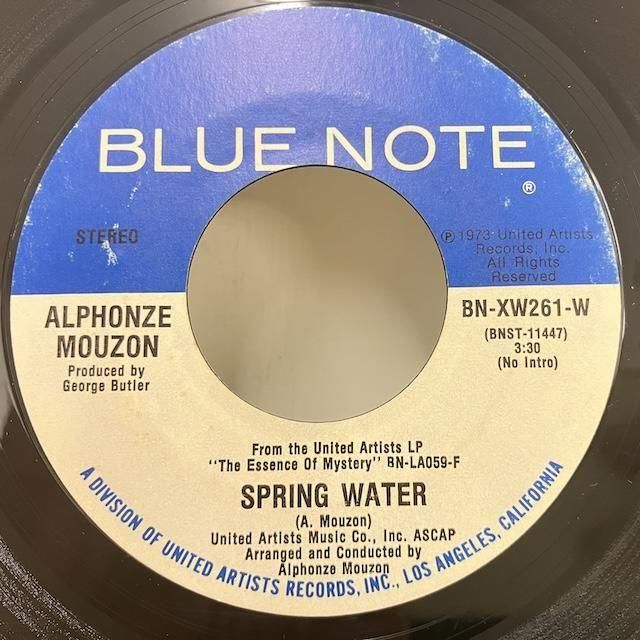 BLUE NOTE
®
STEREO
℗ 1973 United Artists
Records, Inc.
All Rights
Reserved
ALPHONZE
MOUZON
Produced by
George Butler
BN-XW261-W
(BNST-11447)
3:30
(No Intro)
From the United Artists LP
"The Essence Of Mystery" BN-LA059-F
SPRING WATER
(A. Mouzon)
United Artists Music Co., Inc. ASCAP
Arranged and Conducted by
Alphonze Mouzon
A DIVISION OF UNITED ARTISTS RECORDS, INC., LOS ANGELES, CALIFORNIA